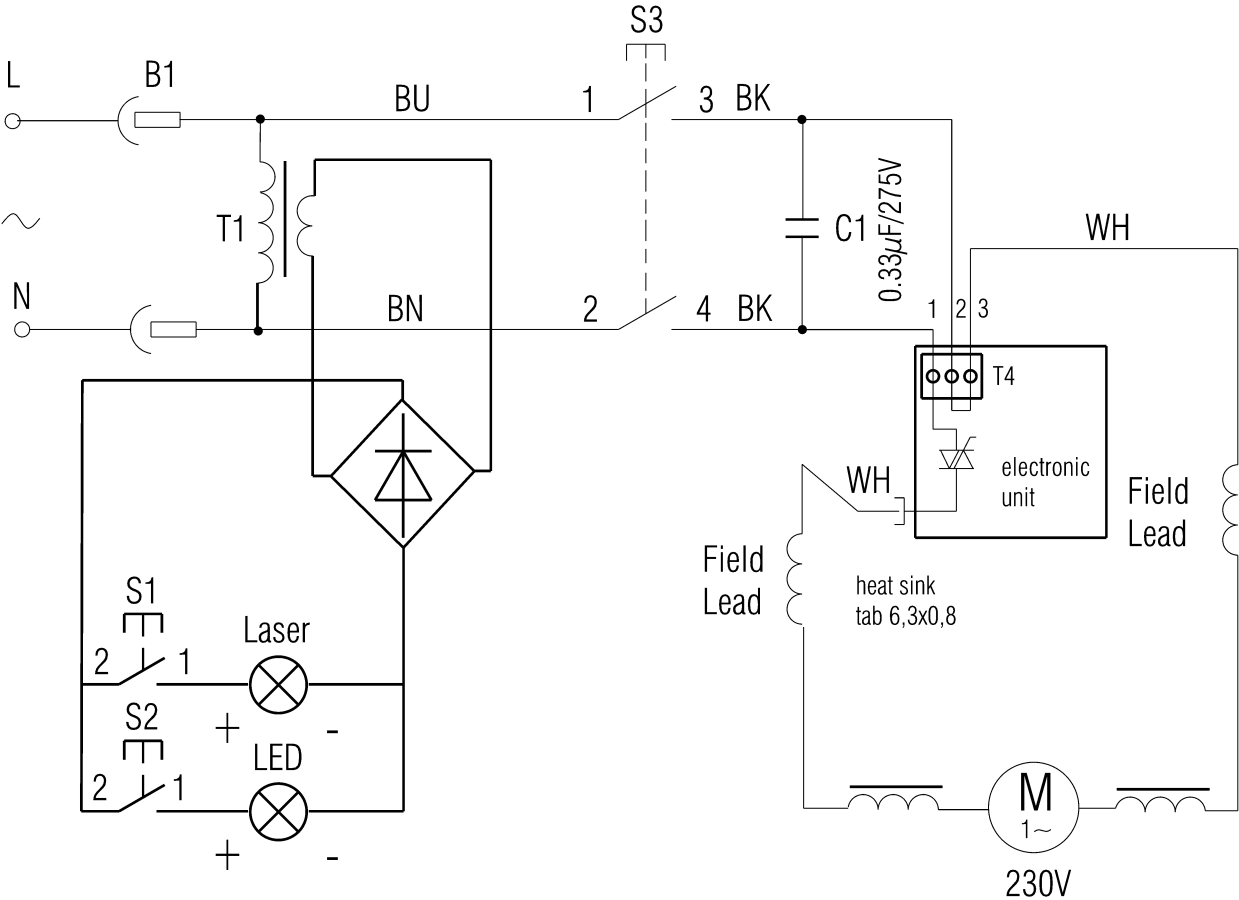 S3
L
B1
BU
1
3
BK
T1
C1
0.33µF/275V
WH
N
BN
2
4
BK
1
2
3
T4
electronic
unit
WH
Field
Lead
Field
Lead
heat sink
tab 6,3x0,8
S1
Laser
2
1
+
-
S2
LED
2
1
+
-
M
1~
230V